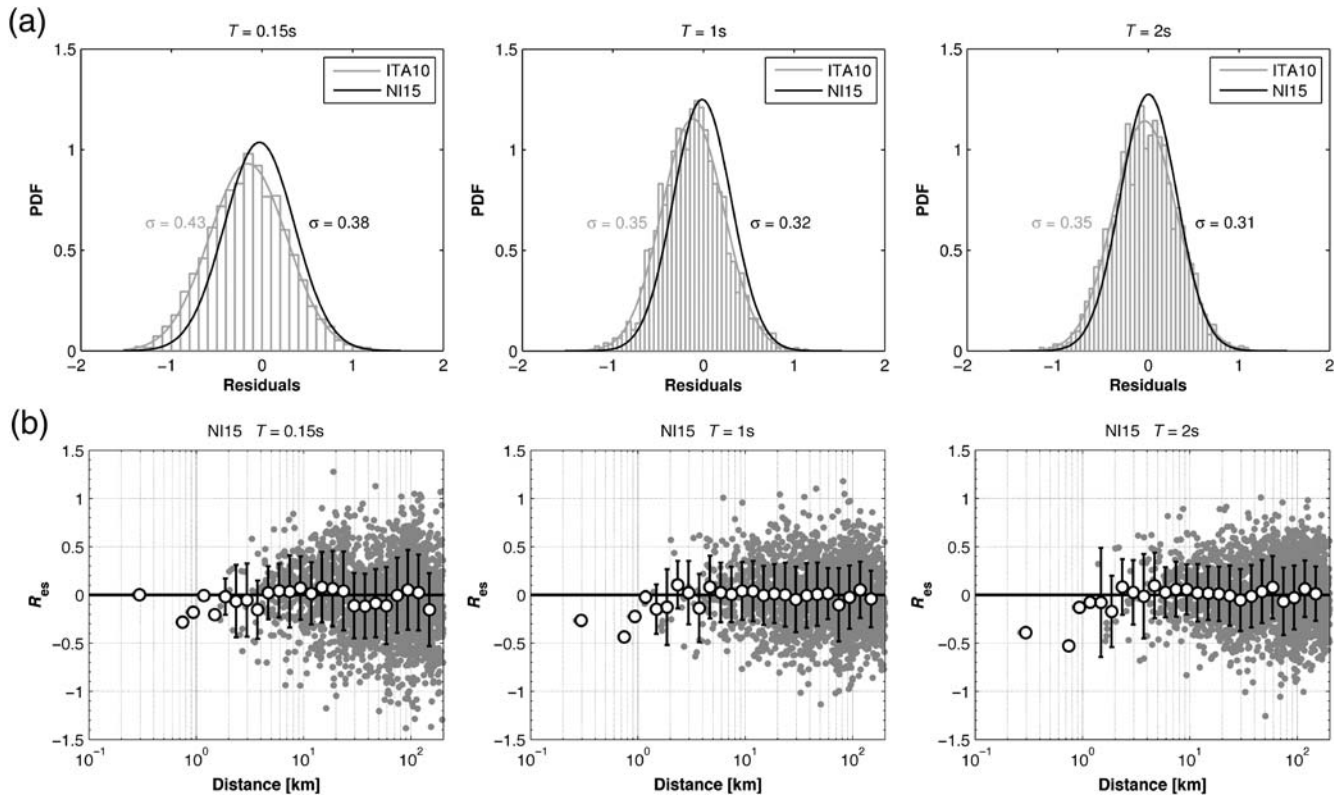 (a)
T = 0.15s
T = 1s
T = 2s
1.5
1
0.5
0
PDF
ITA10
NI15
σ = 0.43
σ = 0.38
−2
−1
0
1
2
Residuals
1.5
1
0.5
0
PDF
ITA10
NI15
σ = 0.35
σ = 0.32
−2
−1
0
1
2
Residuals
1.5
1
0.5
0
PDF
ITA10
NI15
σ = 0.35
σ = 0.31
−2
−1
0
1
2
Residuals
(b)
NI15 T = 0.15s
NI15 T = 1s
NI15 T = 2s
1.5
1
0.5
0
−0.5
−1
−1.5
Res
10−1
100
101
102
Distance [km]
1.5
1
0.5
0
−0.5
−1
−1.5
Res
10−1
100
101
102
Distance [km]
1.5
1
0.5
0
−0.5
−1
−1.5
Res
10−1
100
101
102
Distance [km]